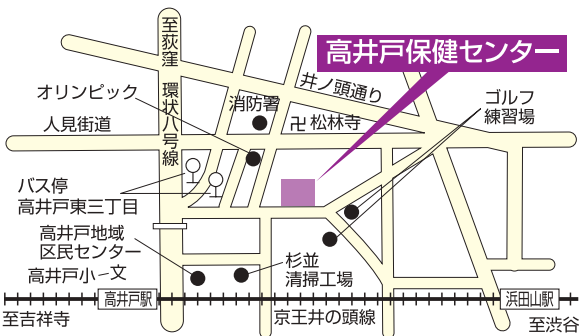 至荻窪
環状八号線
高井戸保健センター
井ノ頭通り
オリンピック
消防署
卍 松林寺
ゴルフ
練習場
人見街道
バス停
高井戸東三丁目
高井戸地域
区民センター
高井戸小
文
杉並
清掃工場
高井戸駅
浜田山駅
至吉祥寺
京王井の頭線
至渋谷